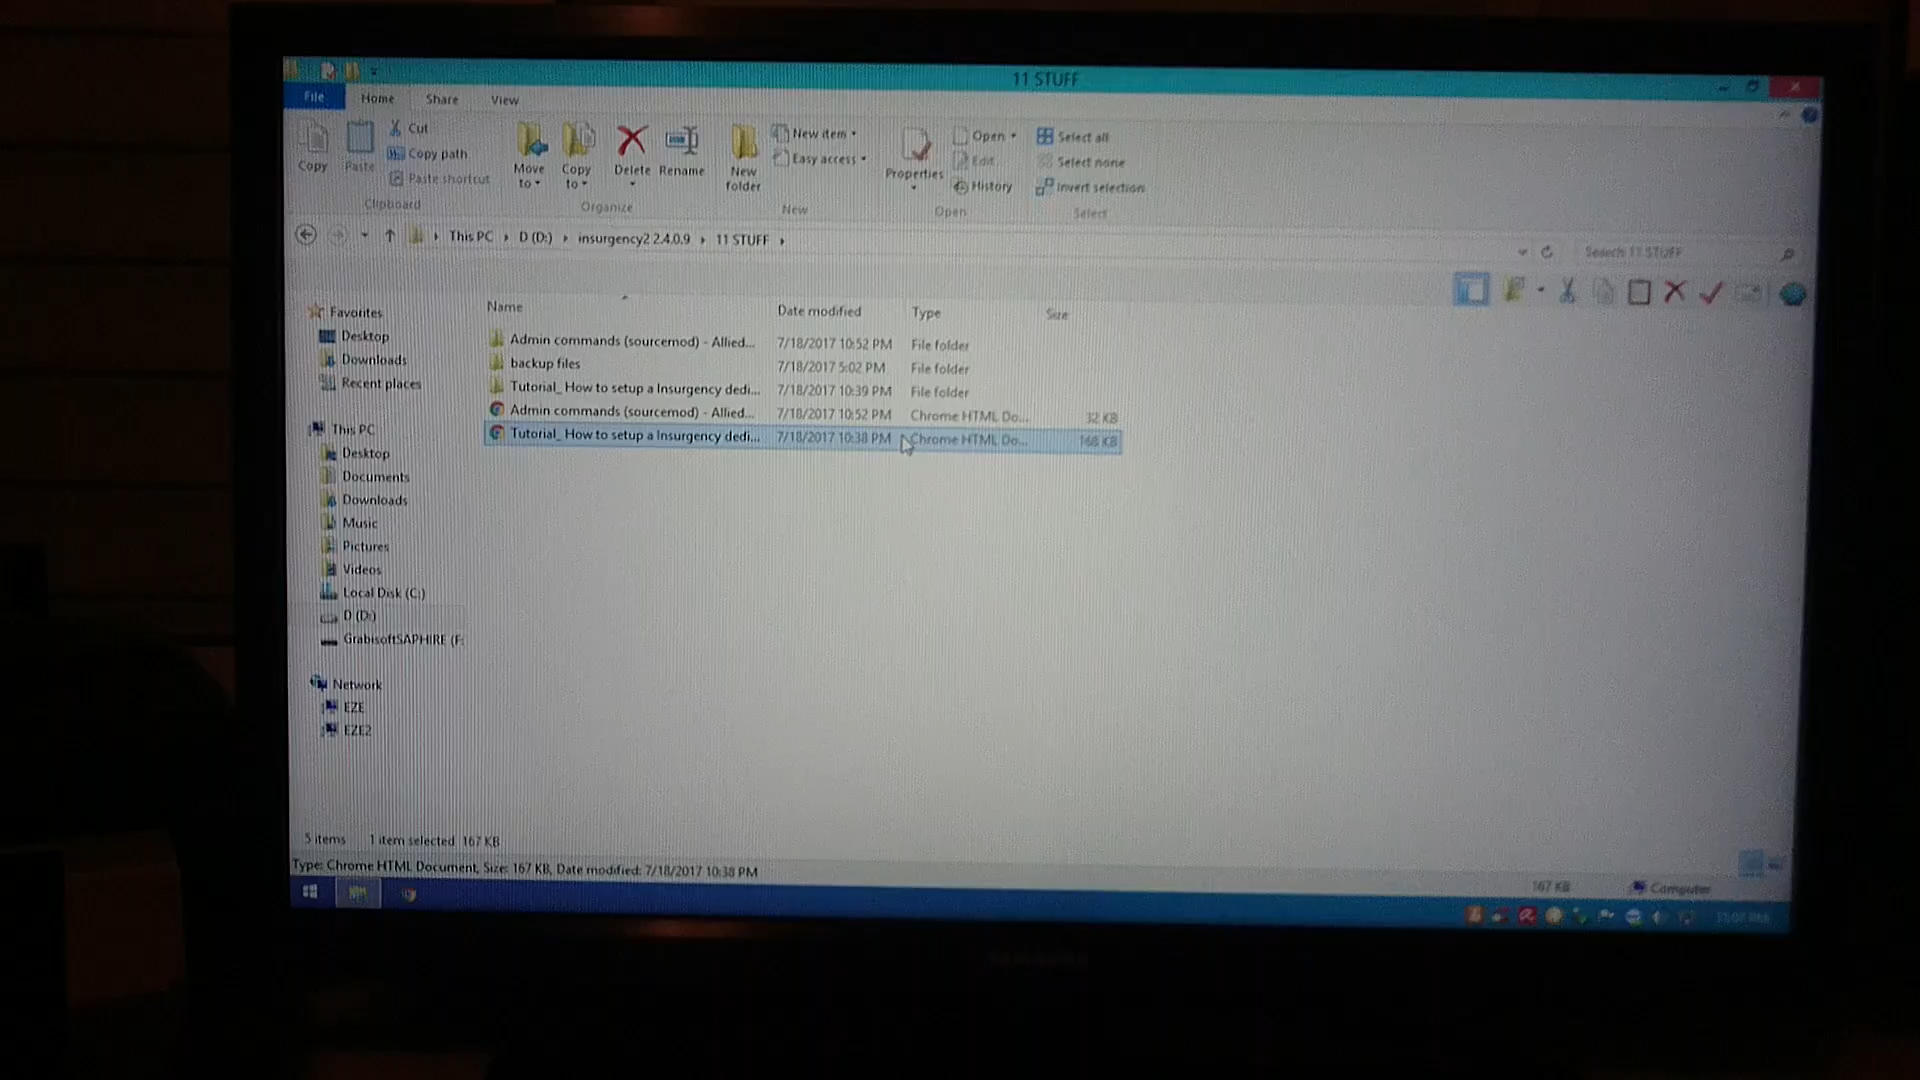 11 STUFF
File Home Share View
Copy Paste Cut Copy path Paste shortcut Move to Copy to Delete Rename New folder New item Easy access Properties Open Edit History Select all Select none Invert selection
Clipboard Organize New Open Select
This PC D (D:) insurgency2 2.4.0.9 11 STUFF Search 11 STUFF
Name Date modified Type Size
Admin commands (sourcemod) - Allied... 7/18/2017 10:52 PM File folder
backup files 7/18/2017 5:02 PM File folder
Tutorial_ How to setup a Insurgency dedi... 7/18/2017 10:39 PM File folder
Admin commands (sourcemod) - Allied... 7/18/2017 10:52 PM Chrome HTML Do... 32 KB
Tutorial_ How to setup a Insurgency dedi... 7/18/2017 10:38 PM Chrome HTML Do... 168 KB
Favorites
Desktop
Downloads
Recent places
This PC
Desktop
Documents
Downloads
Music
Pictures
Videos
Local Disk (C:)
D (D:)
GrabisoftSAPHIRE (F:
Network
EZE
EZE2
5 items 1 item selected 167 KB
Type: Chrome HTML Document, Size: 167 KB, Date modified: 7/18/2017 10:38 PM
167 KB Computer